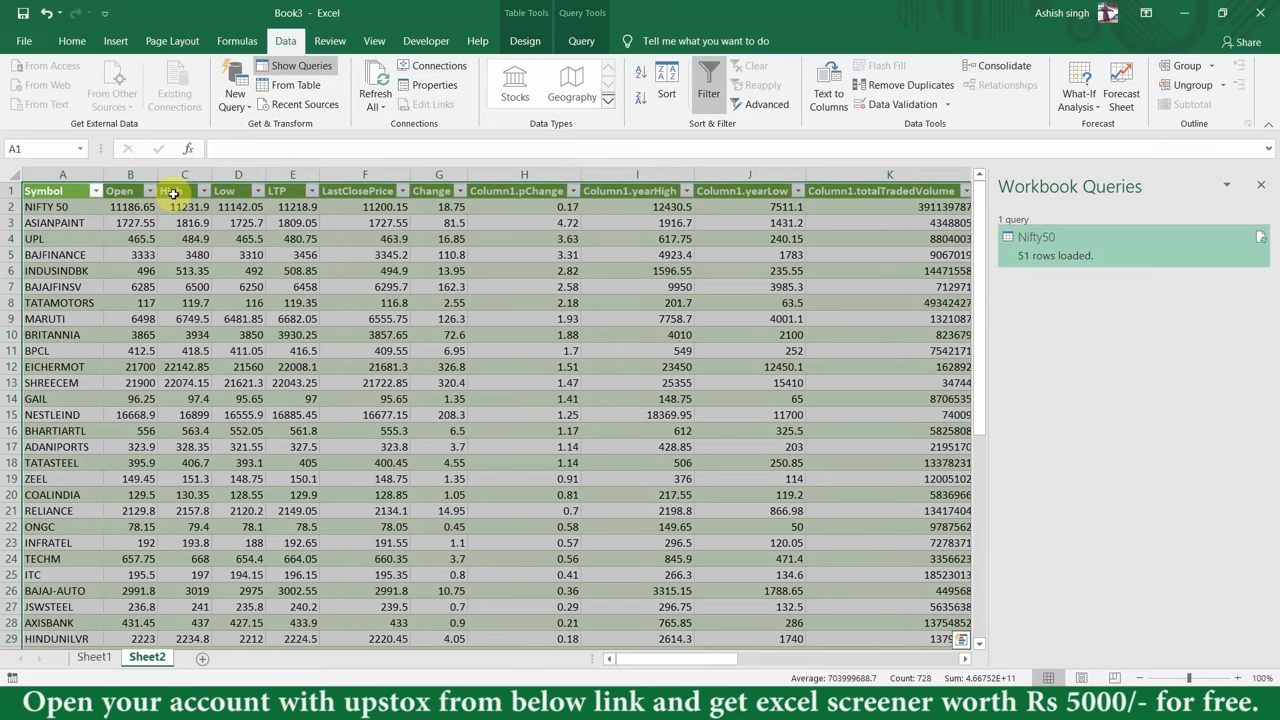 Book3 - Excel
Table Tools
Query Tools
Ashish singh
File
Home
Insert
Page Layout
Formulas
Data
Review
View
Developer
Help
Design
Query
Tell me what you want to do
Share
From Access
From Web
From Text
From Other Sources
Existing Connections
Get External Data
New Query
Show Queries
From Table
Recent Sources
Get & Transform
Refresh All
Connections
Properties
Edit Links
Connections
Stocks
Geography
Data Types
Sort
Filter
Clear
Reapply
Advanced
Sort & Filter
Text to Columns
Flash Fill
Remove Duplicates
Data Validation
Consolidate
Data Tools
What-If Analysis
Forecast Sheet
Forecast
Group
Ungroup
Subtotal
Outline
A1
fx
A B C D E F G H I J K
1 Symbol Open Low LTP LastClosePrice Change Column1.pChange Column1.yearHigh Column1.yearLow Column1.totalTradedVolume
2 NIFTY 50 11186.65 11231.9 11142.05 11218.9 11200.15 18.75 0.17 12430.5 7511.1 391139787
3 ASIANPAINT 1727.55 1816.9 1725.7 1809.05 1727.55 81.5 4.72 1916.7 1431.2 4348805
4 UPL 465.5 484.9 465.5 480.75 463.9 16.85 3.63 617.75 240.15 8804003
5 BAJFINANCE 3333 3480 3310 3456 3345.2 110.8 3.31 4923.4 1783 9067019
6 INDUSINDBK 496 513.35 492 508.85 494.9 13.95 2.82 1596.55 235.55 14471558
7 BAJAJFINSV 6285 6500 6250 6458 6295.7 162.3 2.58 9950 3985.3 712971
8 TATAMOTORS 117 119.7 116 119.35 116.8 2.55 2.18 201.7 63.5 49342427
9 MARUTI 6498 6749.5 6481.85 6682.05 6555.75 126.3 1.93 7758.7 4001.1 1321087
10 BRITANNIA 3865 3934 3850 3930.25 3857.65 72.6 1.88 4010 2100 823679
11 BPCL 412.5 418.5 411.05 416.5 409.55 6.95 1.7 549 252 7542171
12 EICHERMOT 21700 22142.85 21560 22008.1 21681.3 326.8 1.51 23450 12450.1 162892
13 SHREECEM 21900 22074.15 21621.3 22043.25 21722.85 320.4 1.47 25355 15410 34744
14 GAIL 96.25 97.4 95.65 97 95.65 1.35 1.41 148.75 65 8706535
15 NESTLEIND 16668.9 16899 16555.9 16885.45 16677.15 208.3 1.25 18369.95 11700 74009
16 BHARTIARTL 556 563.4 552.05 561.8 555.3 6.5 1.17 612 325.5 5825808
17 ADANIPORTS 323.9 328.35 321.55 327.5 323.8 3.7 1.14 428.85 203 2195170
18 TATASTEEL 395.9 406.7 393.1 405 400.45 4.55 1.14 506 250.85 13378231
19 ZEEL 149.45 151.3 148.75 150.1 148.75 1.35 0.91 376 114 12005102
20 COALINDIA 129.5 130.35 128.55 129.9 128.85 1.05 0.81 217.55 119.2 5836966
21 RELIANCE 2129.8 2157.8 2120.2 2149.05 2134.1 14.95 0.7 2198.8 866.98 13417404
22 ONGC 78.15 79.4 78.1 78.5 78.05 0.45 0.58 149.65 50 9787562
23 INFRATEL 192 193.8 188 192.65 191.55 1.1 0.57 296.5 120.05 7278371
24 TECHM 657.75 668 654.4 664.05 660.35 3.7 0.56 845.9 471.4 3356623
25 ITC 195.5 197 194.15 196.15 195.35 0.8 0.41 266.3 134.6 18523013
26 BAJAJ-AUTO 2991.8 3019 2975 3002.55 2991.8 10.75 0.36 3315.15 1788.65 449568
27 JSWSTEEL 236.8 241 235.8 240.2 239.5 0.7 0.29 296.75 132.5 5635638
28 AXISBANK 431.45 437 427.15 433.9 433 0.9 0.21 765.85 286 13754852
29 HINDUNILVR 2223 2234.8 2212 2224.5 2220.45 4.05 0.18 2614.3 1740
Workbook Queries
1 query
Nifty50
51 rows loaded.
Sheet1
Sheet2
Average: 703999688.7 Count: 728 Sum: 4.66752E+11
100%
Open your account with upstox from below link and get excel screener worth Rs 5000/- for free.